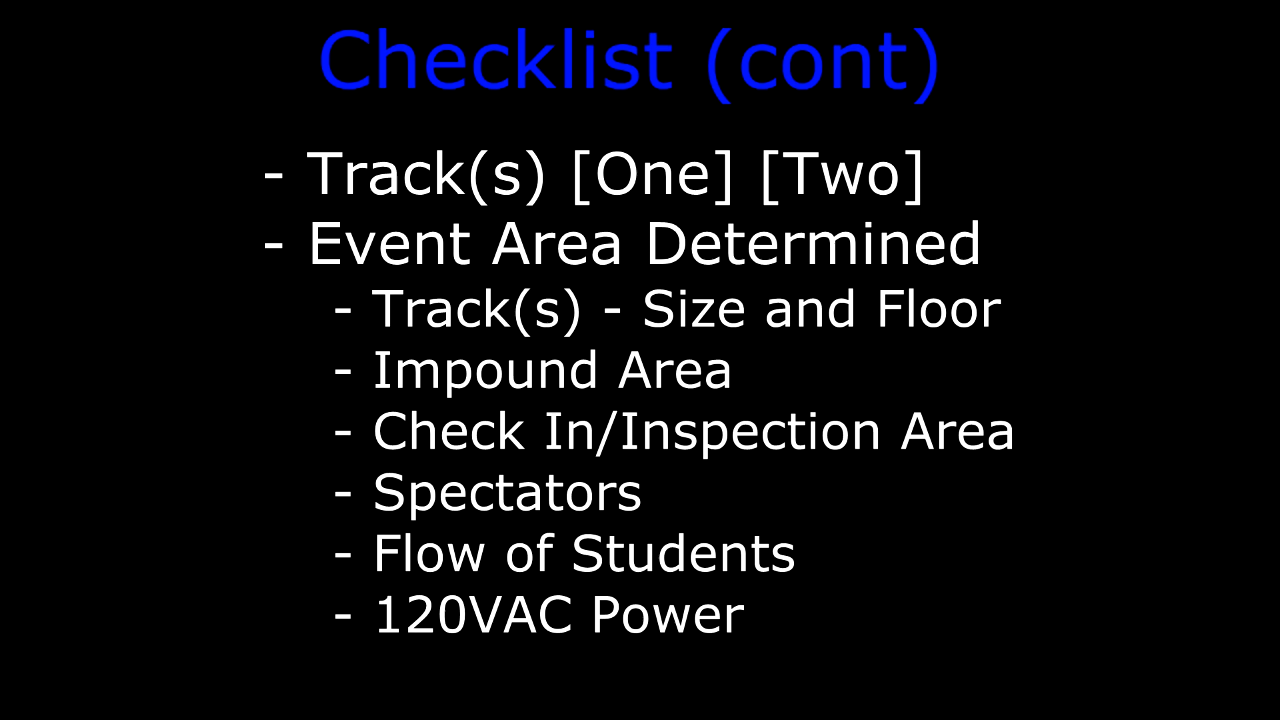 Checklist (cont)
- Track(s) [One] [Two]
- Event Area Determined
- Track(s) - Size and Floor
- Impound Area
- Check In/Inspection Area
- Spectators
- Flow of Students
- 120VAC Power